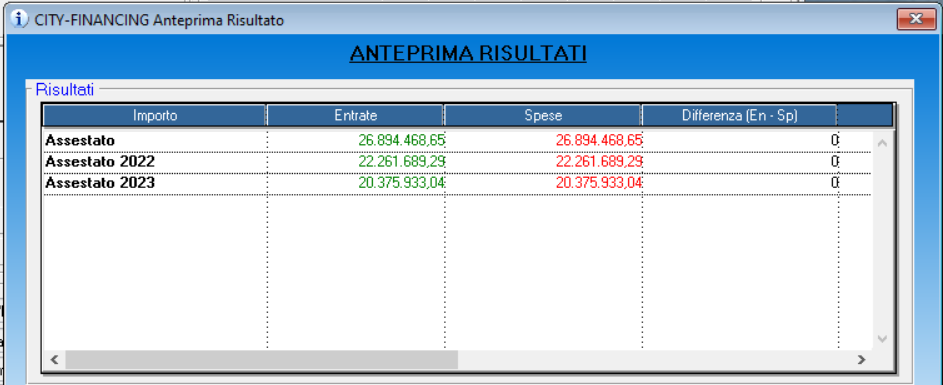 CITY-FINANCING Anteprima Risultato
ANTEPRIMA RISULTATI
Risultati
Importo Entrate Spese Differenza (En - Sp)
Assestato 26.894.468,65 26.894.468,65 0
Assestato 2022 22.261.689,29 22.261.689,29 0
Assestato 2023 20.375.933,04 20.375.933,04 0